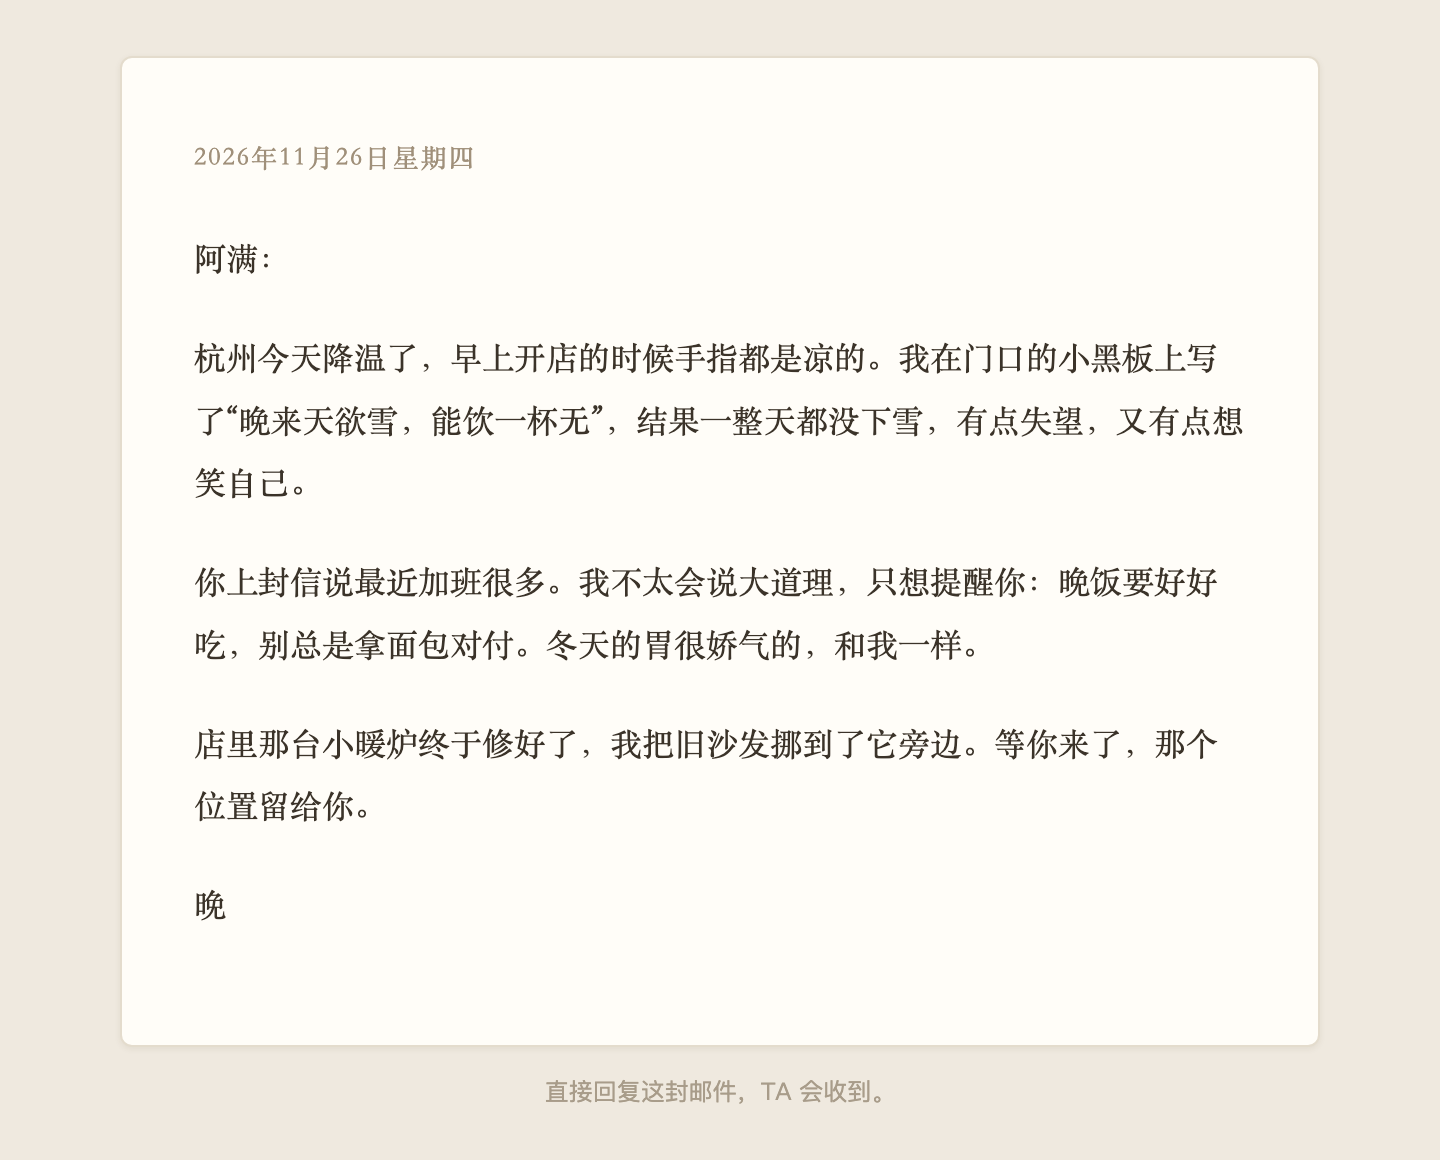 2026年11月26日星期四
阿满：
杭州今天降温了，早上开店的时候手指都是凉的。我在门口的小黑板上写
了“晚来天欲雪，能饮一杯无”，结果一整天都没下雪，有点失望，又有点想
笑自己。
你上封信说最近加班很多。我不太会说大道理，只想提醒你：晚饭要好好
吃，别总是拿面包对付。冬天的胃很娇气的，和我一样。
店里那台小暖炉终于修好了，我把旧沙发挪到了它旁边。等你来了，那个
位置留给你。
晚
直接回复这封邮件，TA 会收到。